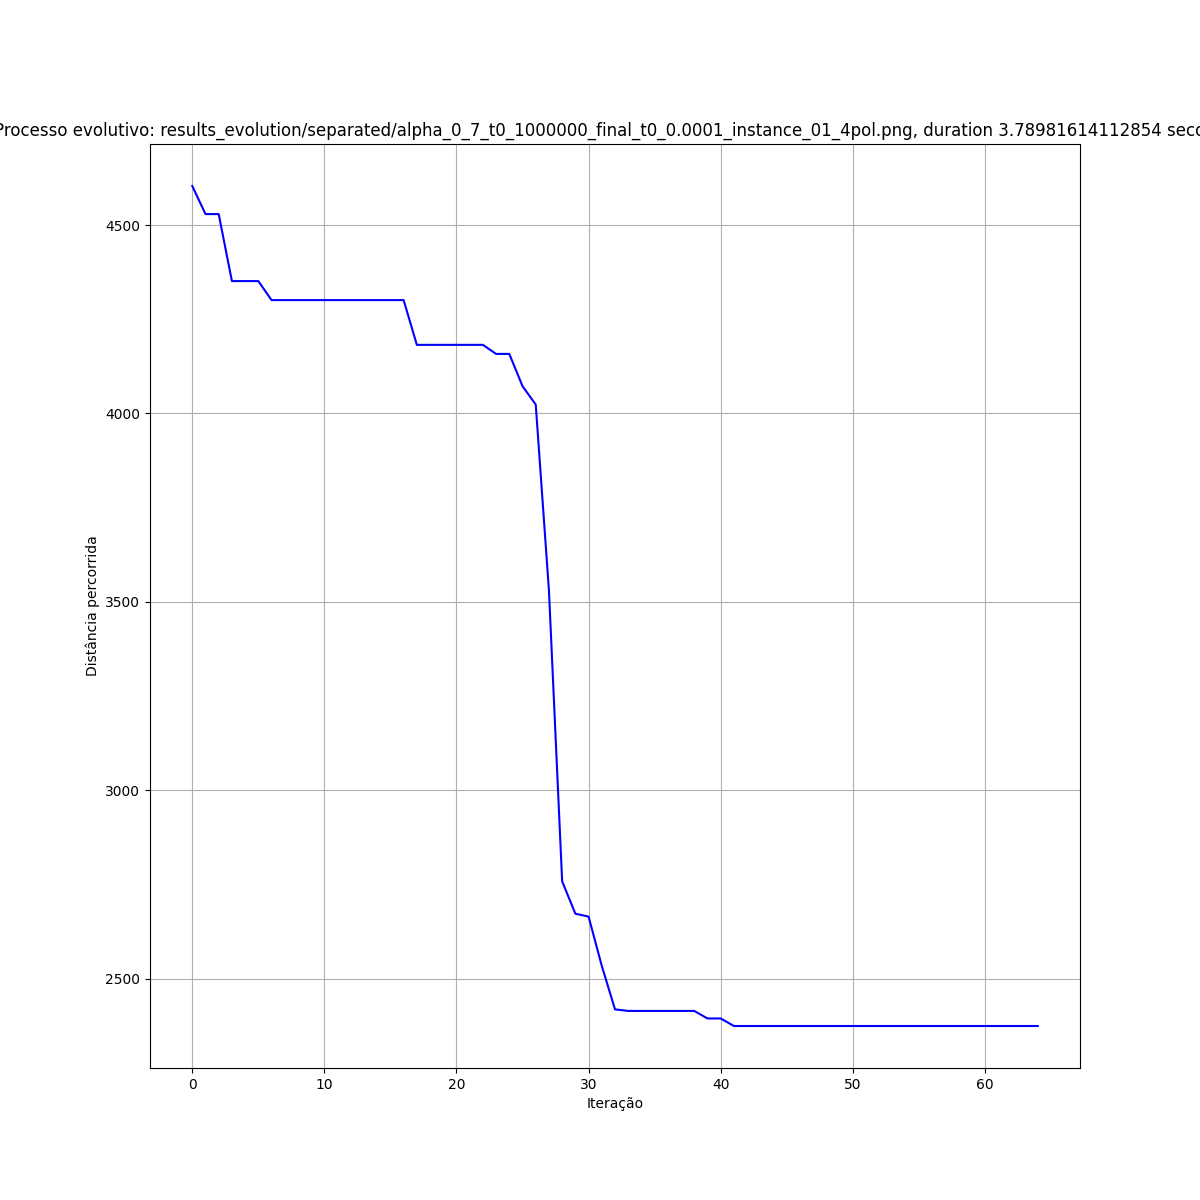 Processo evolutivo: results_evolution/separated/alpha_0_7_t0_1000000_final_t0_0.0001_instance_01_4pol.png, duration 3.78981614112854 seco
4500
4000
3500
3000
2500
Distância percorrida
0 10 20 30 40 50 60
Iteração